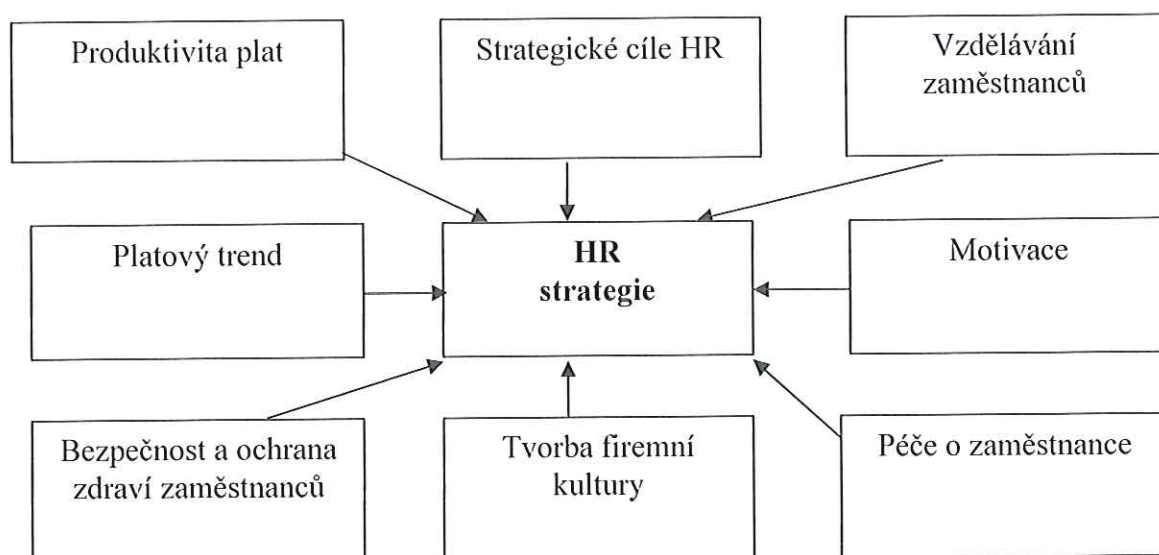 Produktivita plat
Strategické cíle HR
Vzdělávání
zaměstnanců
Platový trend
HR
strategie
Motivace
Bezpečnost a ochrana
zdraví zaměstnanců
Tvorba firemní
kultury
Péče o zaměstnance